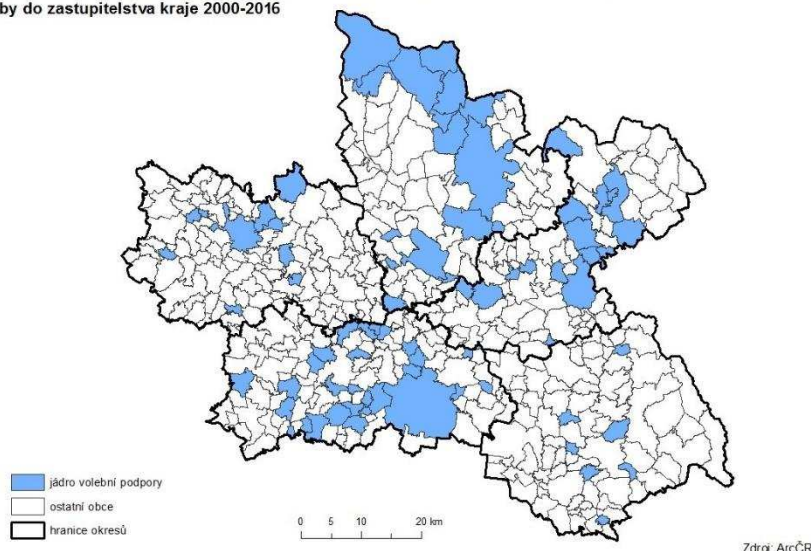 by do zastupitelstva kraje 2000-2016
jádro volební podpory
ostatní obce
hranice okresů
0 5 10 20 km
Zdroj: ArcČR